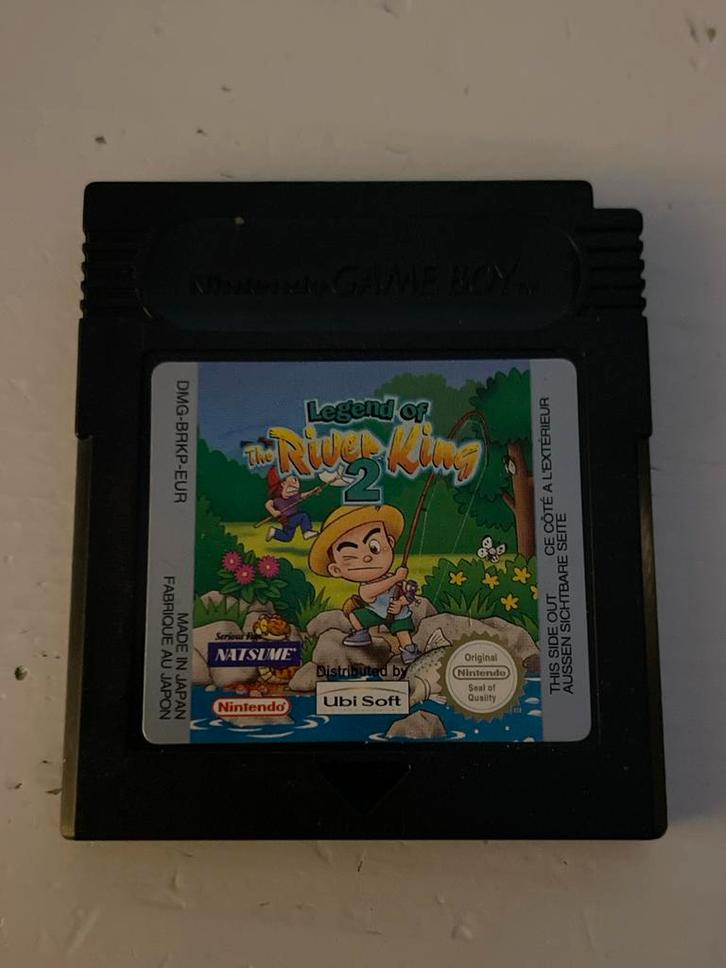 Nintendo GAME BOY TM
DMG-BRKP-EUR
MADE IN JAPAN
FABRIQUE AU JAPON
Legend of
The River King
2
Serious Fun
NATSUME
Nintendo
Distributed by
Ubi Soft
Original
Nintendo
Seal of
Quality
THIS SIDE OUT CE CÔTÉ A L'EXTÉRIEUR
AUSSEN SICHTBARE SEITE